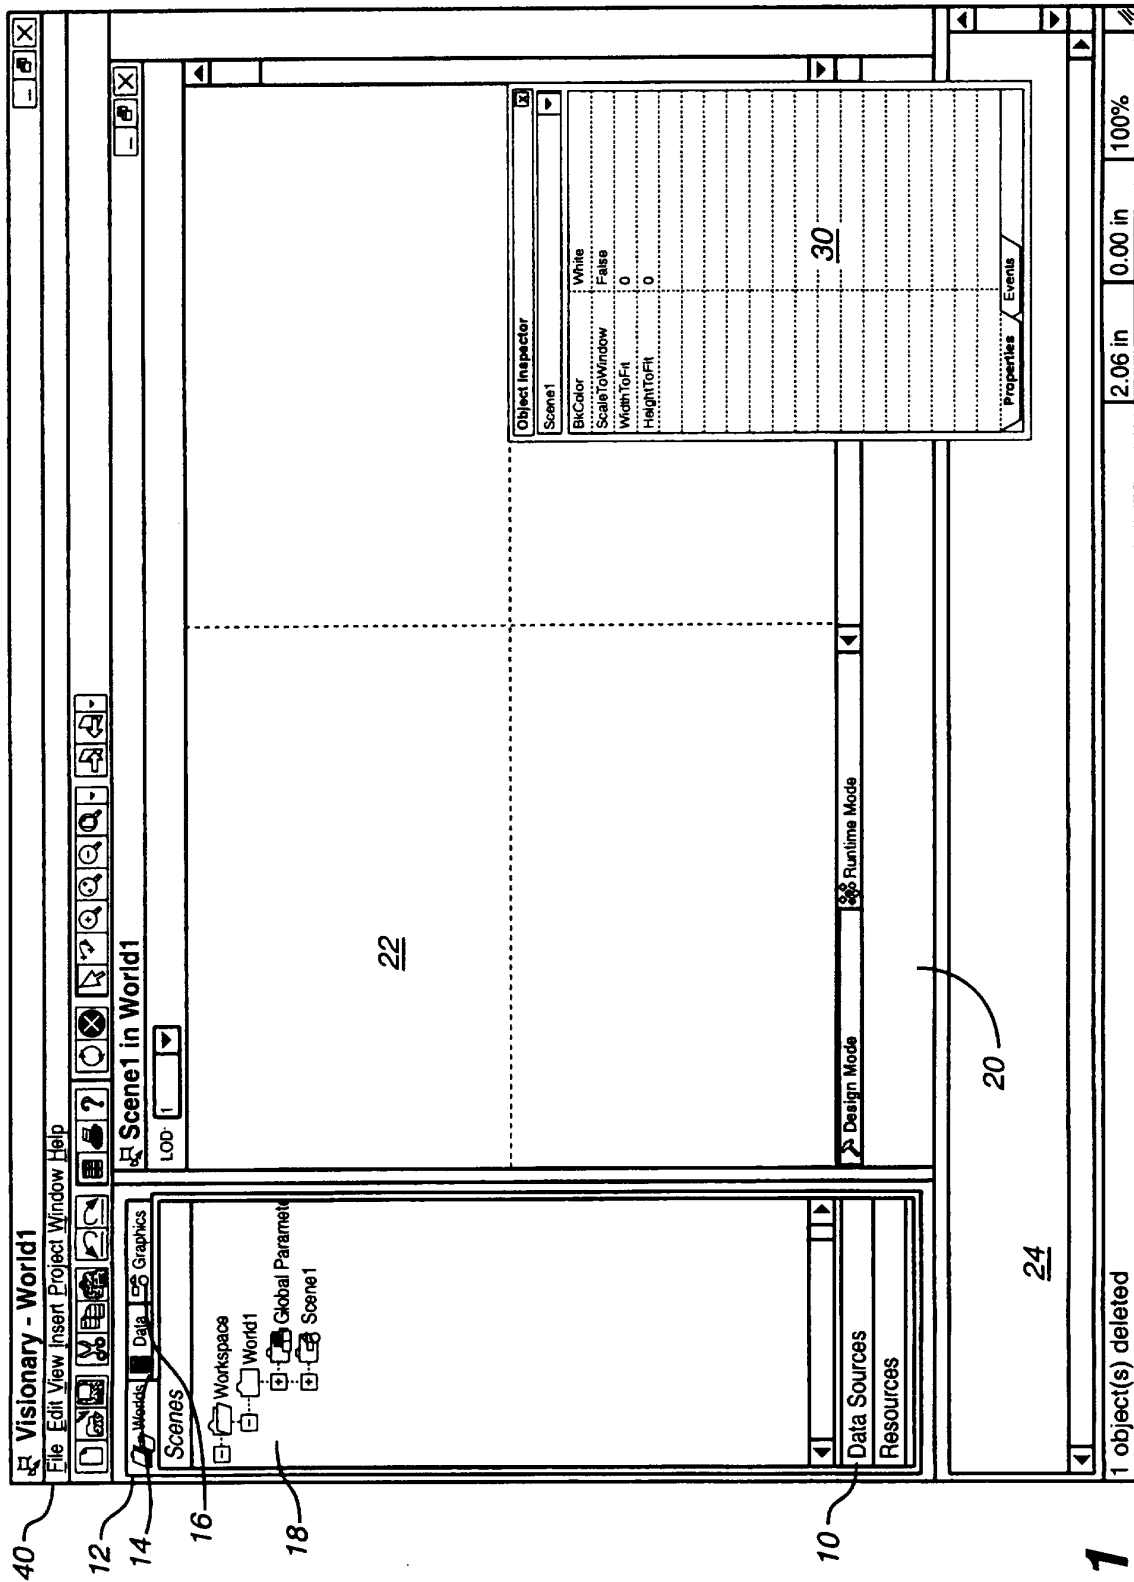 Visionary - World1
File Edit View Insert Project Window Help
Worlds Data Graphics
Scenes
Workspace
World1
Global Paramete
Scene1
Data Sources
Resources
Scene1 in World1
LOD: 1
22
Design Mode Runtime Mode
Object Inspector
Scene1
BkColor White
ScaleToWindow False
WidthToFit 0
HeightToFit 0
30
Properties Events
24
1 object(s) deleted 2.06 in 0.00 in 100%
40
12
14
16
18
10
20
1